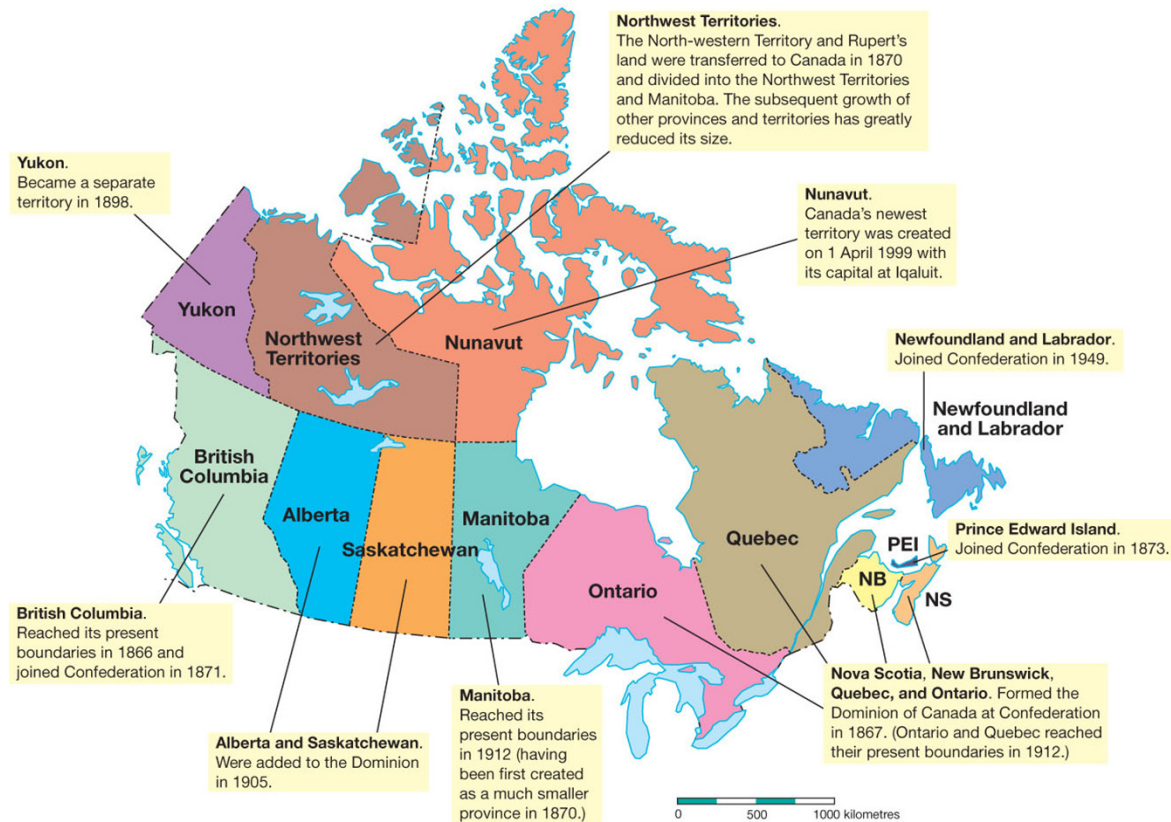 Northwest Territories.
The North-western Territory and Rupert's
land were transferred to Canada in 1870
and divided into the Northwest Territories
and Manitoba. The subsequent growth of
other provinces and territories has greatly
reduced its size.
Yukon.
Became a separate
territory in 1898.
Nunavut.
Canada's newest
territory was created
on 1 April 1999 with
its capital at Iqaluit.
Yukon
Northwest
Territories
Nunavut
Newfoundland and Labrador.
Joined Confederation in 1949.
Newfoundland
and Labrador
British
Columbia
Alberta
Saskatchewan
Manitoba
Ontario
Quebec
PEI
NB
NS
Prince Edward Island.
Joined Confederation in 1873.
British Columbia.
Reached its present
boundaries in 1866 and
joined Confederation in 1871.
Alberta and Saskatchewan.
Were added to the Dominion
in 1905.
Manitoba.
Reached its
present boundaries
in 1912 (having
been first created
as a much smaller
province in 1870.)
Nova Scotia, New Brunswick,
Quebec, and Ontario. Formed the
Dominion of Canada at Confederation
in 1867. (Ontario and Quebec reached
their present boundaries in 1912.)
0 500 1000 kilometres